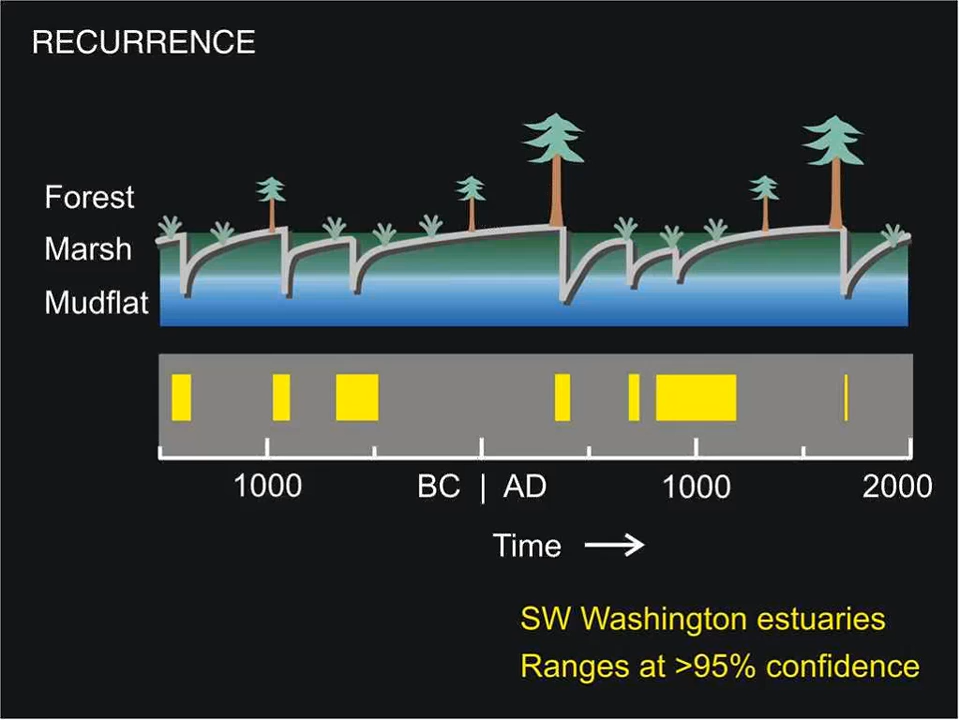 RECURRENCE
Forest
Marsh
Mudflat
1000 BC | AD 1000 2000
Time →
SW Washington estuaries
Ranges at >95% confidence